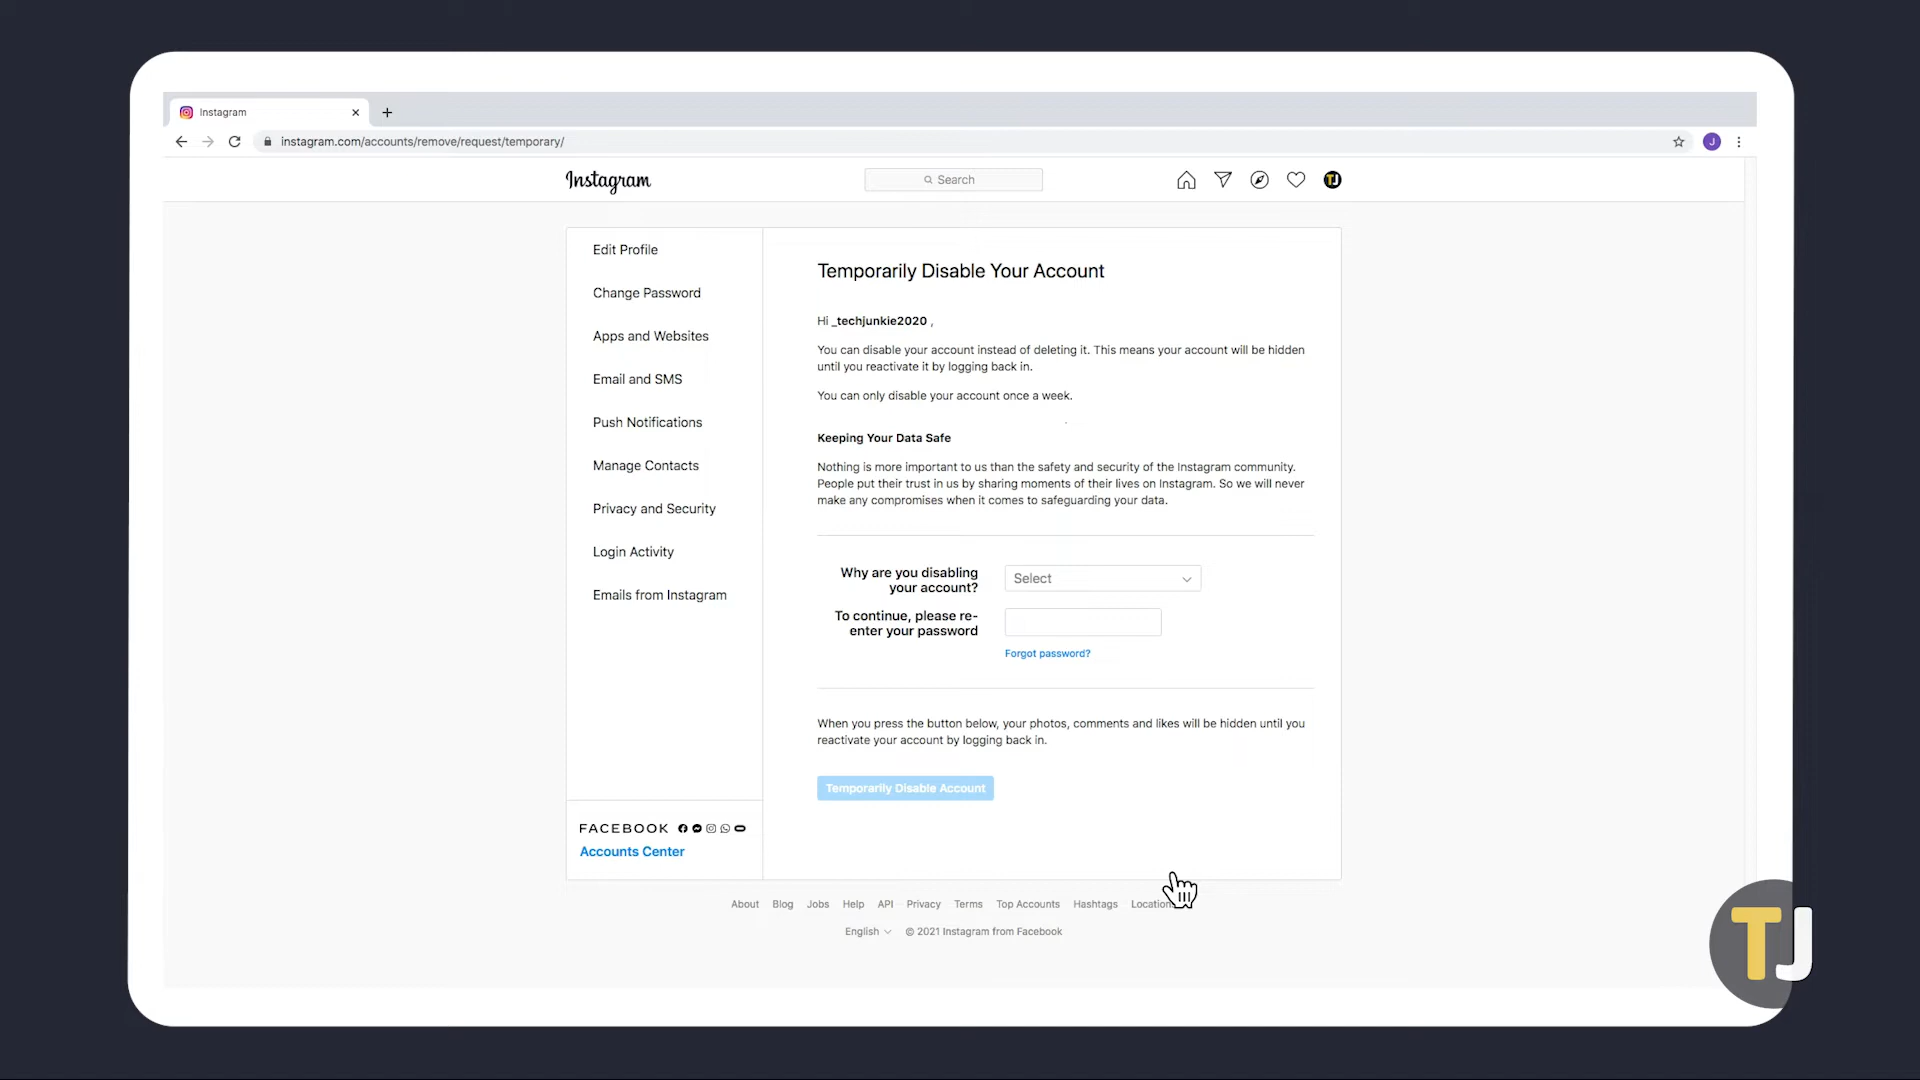 Instagram
instagram.com/accounts/remove/request/temporary/
J
Instagram
Search
TJ
Edit Profile
Change Password
Apps and Websites
Email and SMS
Push Notifications
Manage Contacts
Privacy and Security
Login Activity
Emails from Instagram
FACEBOOK
Accounts Center
Temporarily Disable Your Account
Hi _techjunkie2020 ,
You can disable your account instead of deleting it. This means your account will be hidden
until you reactivate it by logging back in.
You can only disable your account once a week.
Keeping Your Data Safe
Nothing is more important to us than the safety and security of the Instagram community.
People put their trust in us by sharing moments of their lives on Instagram. So we will never
make any compromises when it comes to safeguarding your data.
Why are you disabling
your account?
Select
To continue, please re-
enter your password
Forgot password?
When you press the button below, your photos, comments and likes will be hidden until you
reactivate your account by logging back in.
Temporarily Disable Account
About Blog Jobs Help API Privacy Terms Top Accounts Hashtags Locations
English © 2021 Instagram from Facebook
TJ